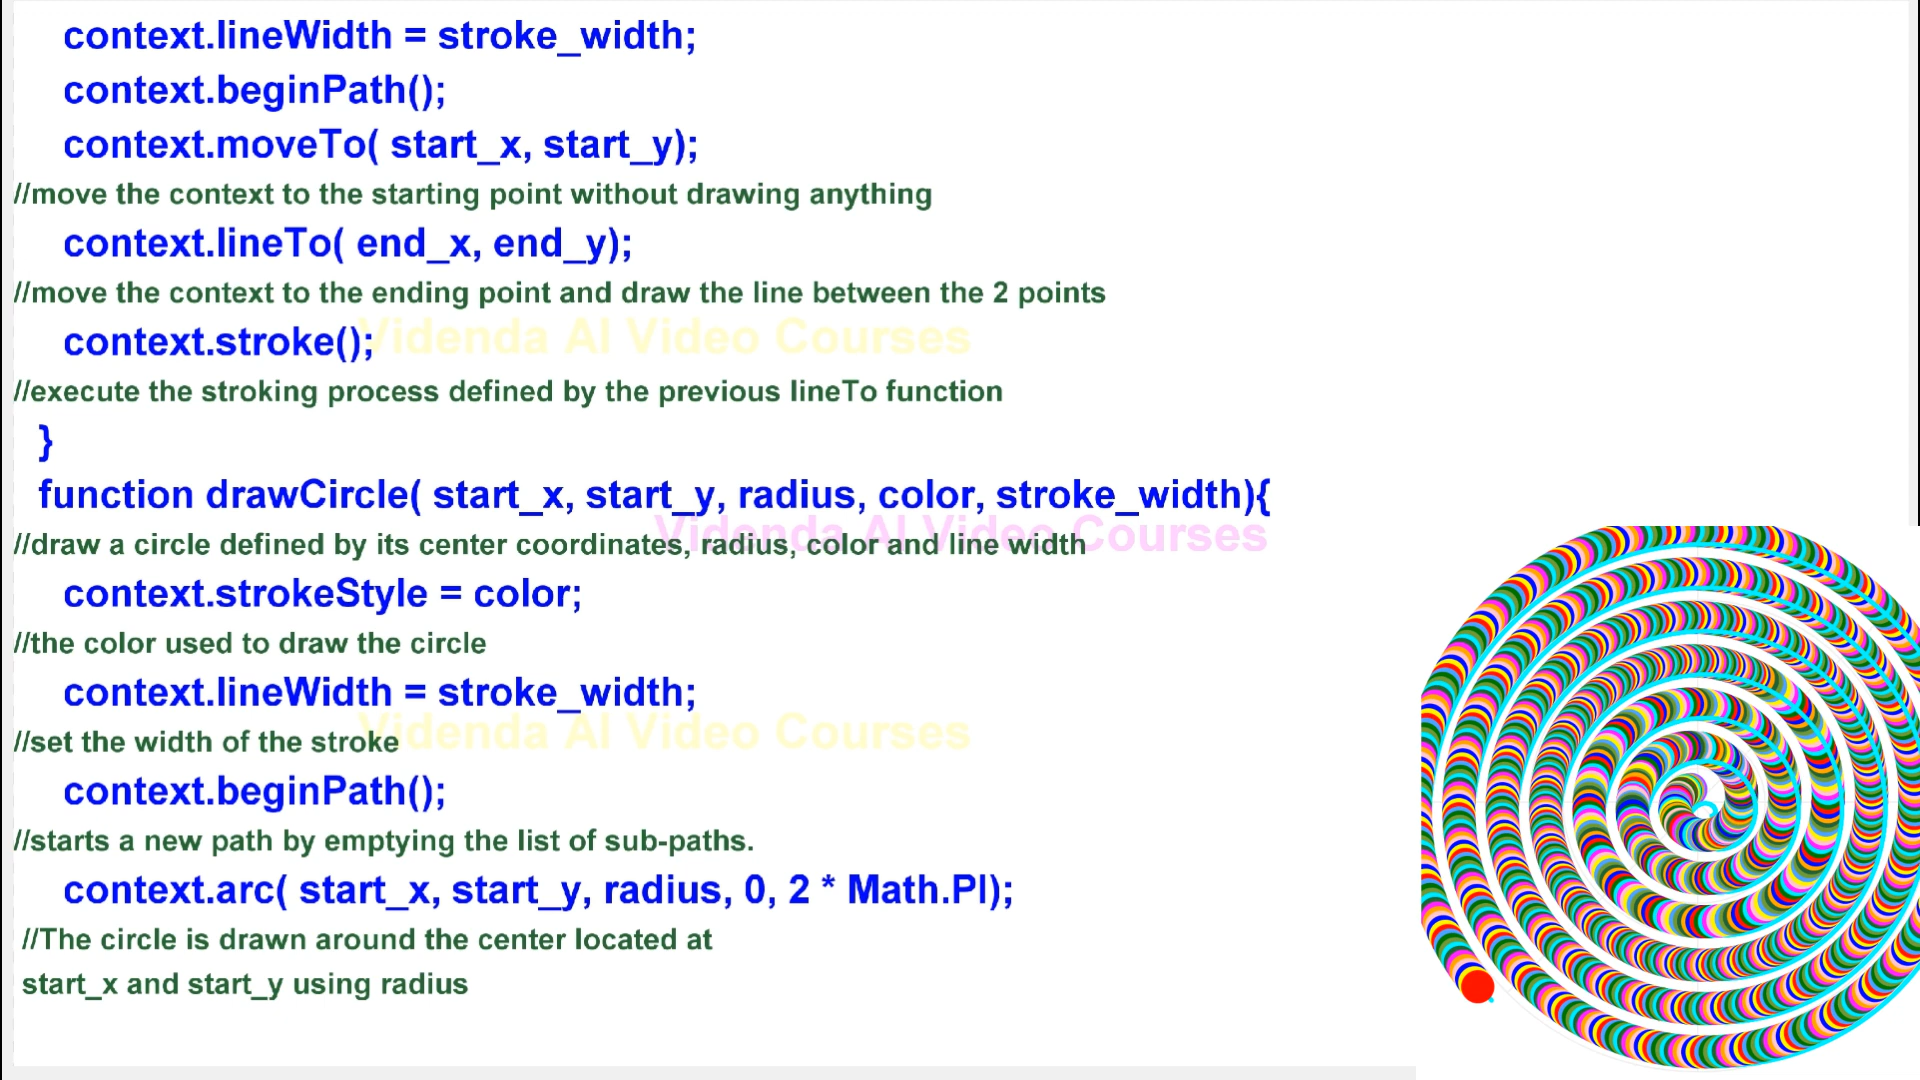 context.lineWidth = stroke_width;
context.beginPath();
context.moveTo( start_x, start_y);
//move the context to the starting point without drawing anything
context.lineTo( end_x, end_y);
//move the context to the ending point and draw the line between the 2 points
Videnda AI Video Courses
context.stroke();
//execute the stroking process defined by the previous lineTo function
}
function drawCircle( start_x, start_y, radius, color, stroke_width){
Videnda AI Video Courses
//draw a circle defined by its center coordinates, radius, color and line width
context.strokeStyle = color;
//the color used to draw the circle
context.lineWidth = stroke_width;
Videnda AI Video Courses
//set the width of the stroke
context.beginPath();
//starts a new path by emptying the list of sub-paths.
context.arc( start_x, start_y, radius, 0, 2 * Math.PI);
//The circle is drawn around the center located at
start_x and start_y using radius